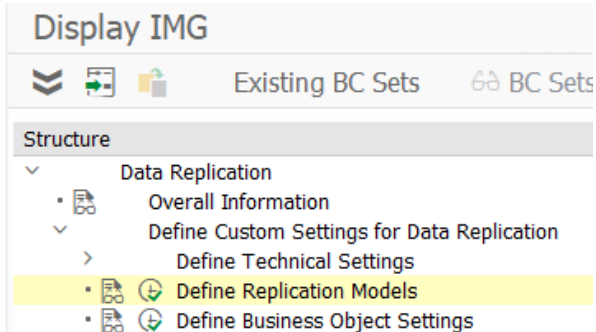 Display IMG
Existing BC Sets BC Sets
Structure
Data Replication
Overall Information
Define Custom Settings for Data Replication
Define Technical Settings
Define Replication Models
Define Business Object Settings